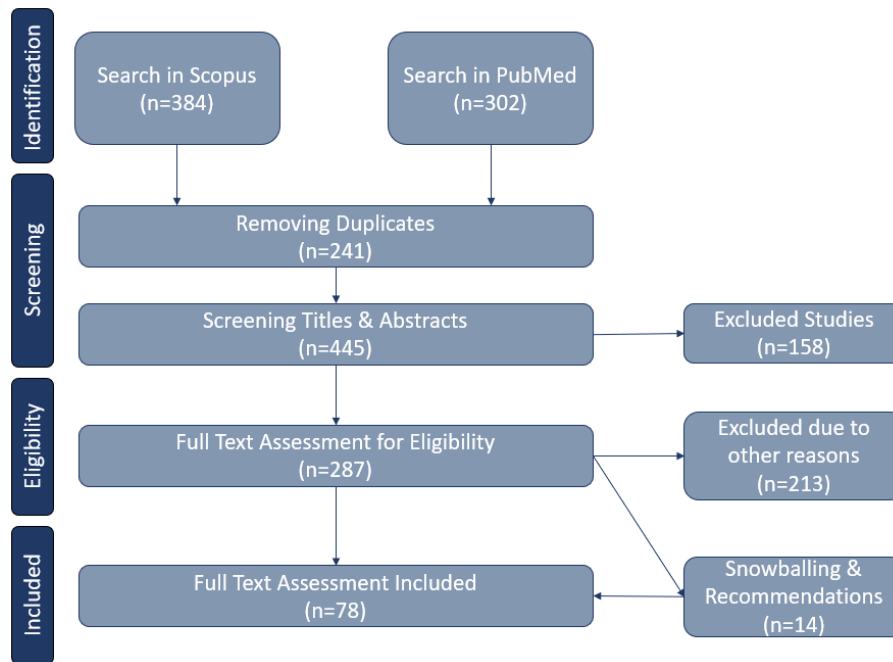 Identification
Search in Scopus
(n=384)
Search in PubMed
(n=302)
Screening
Removing Duplicates
(n=241)
Screening Titles & Abstracts
(n=445)
Excluded Studies
(n=158)
Eligibility
Full Text Assessment for Eligibility
(n=287)
Excluded due to
other reasons
(n=213)
Included
Full Text Assessment Included
(n=78)
Snowballing &
Recommendations
(n=14)